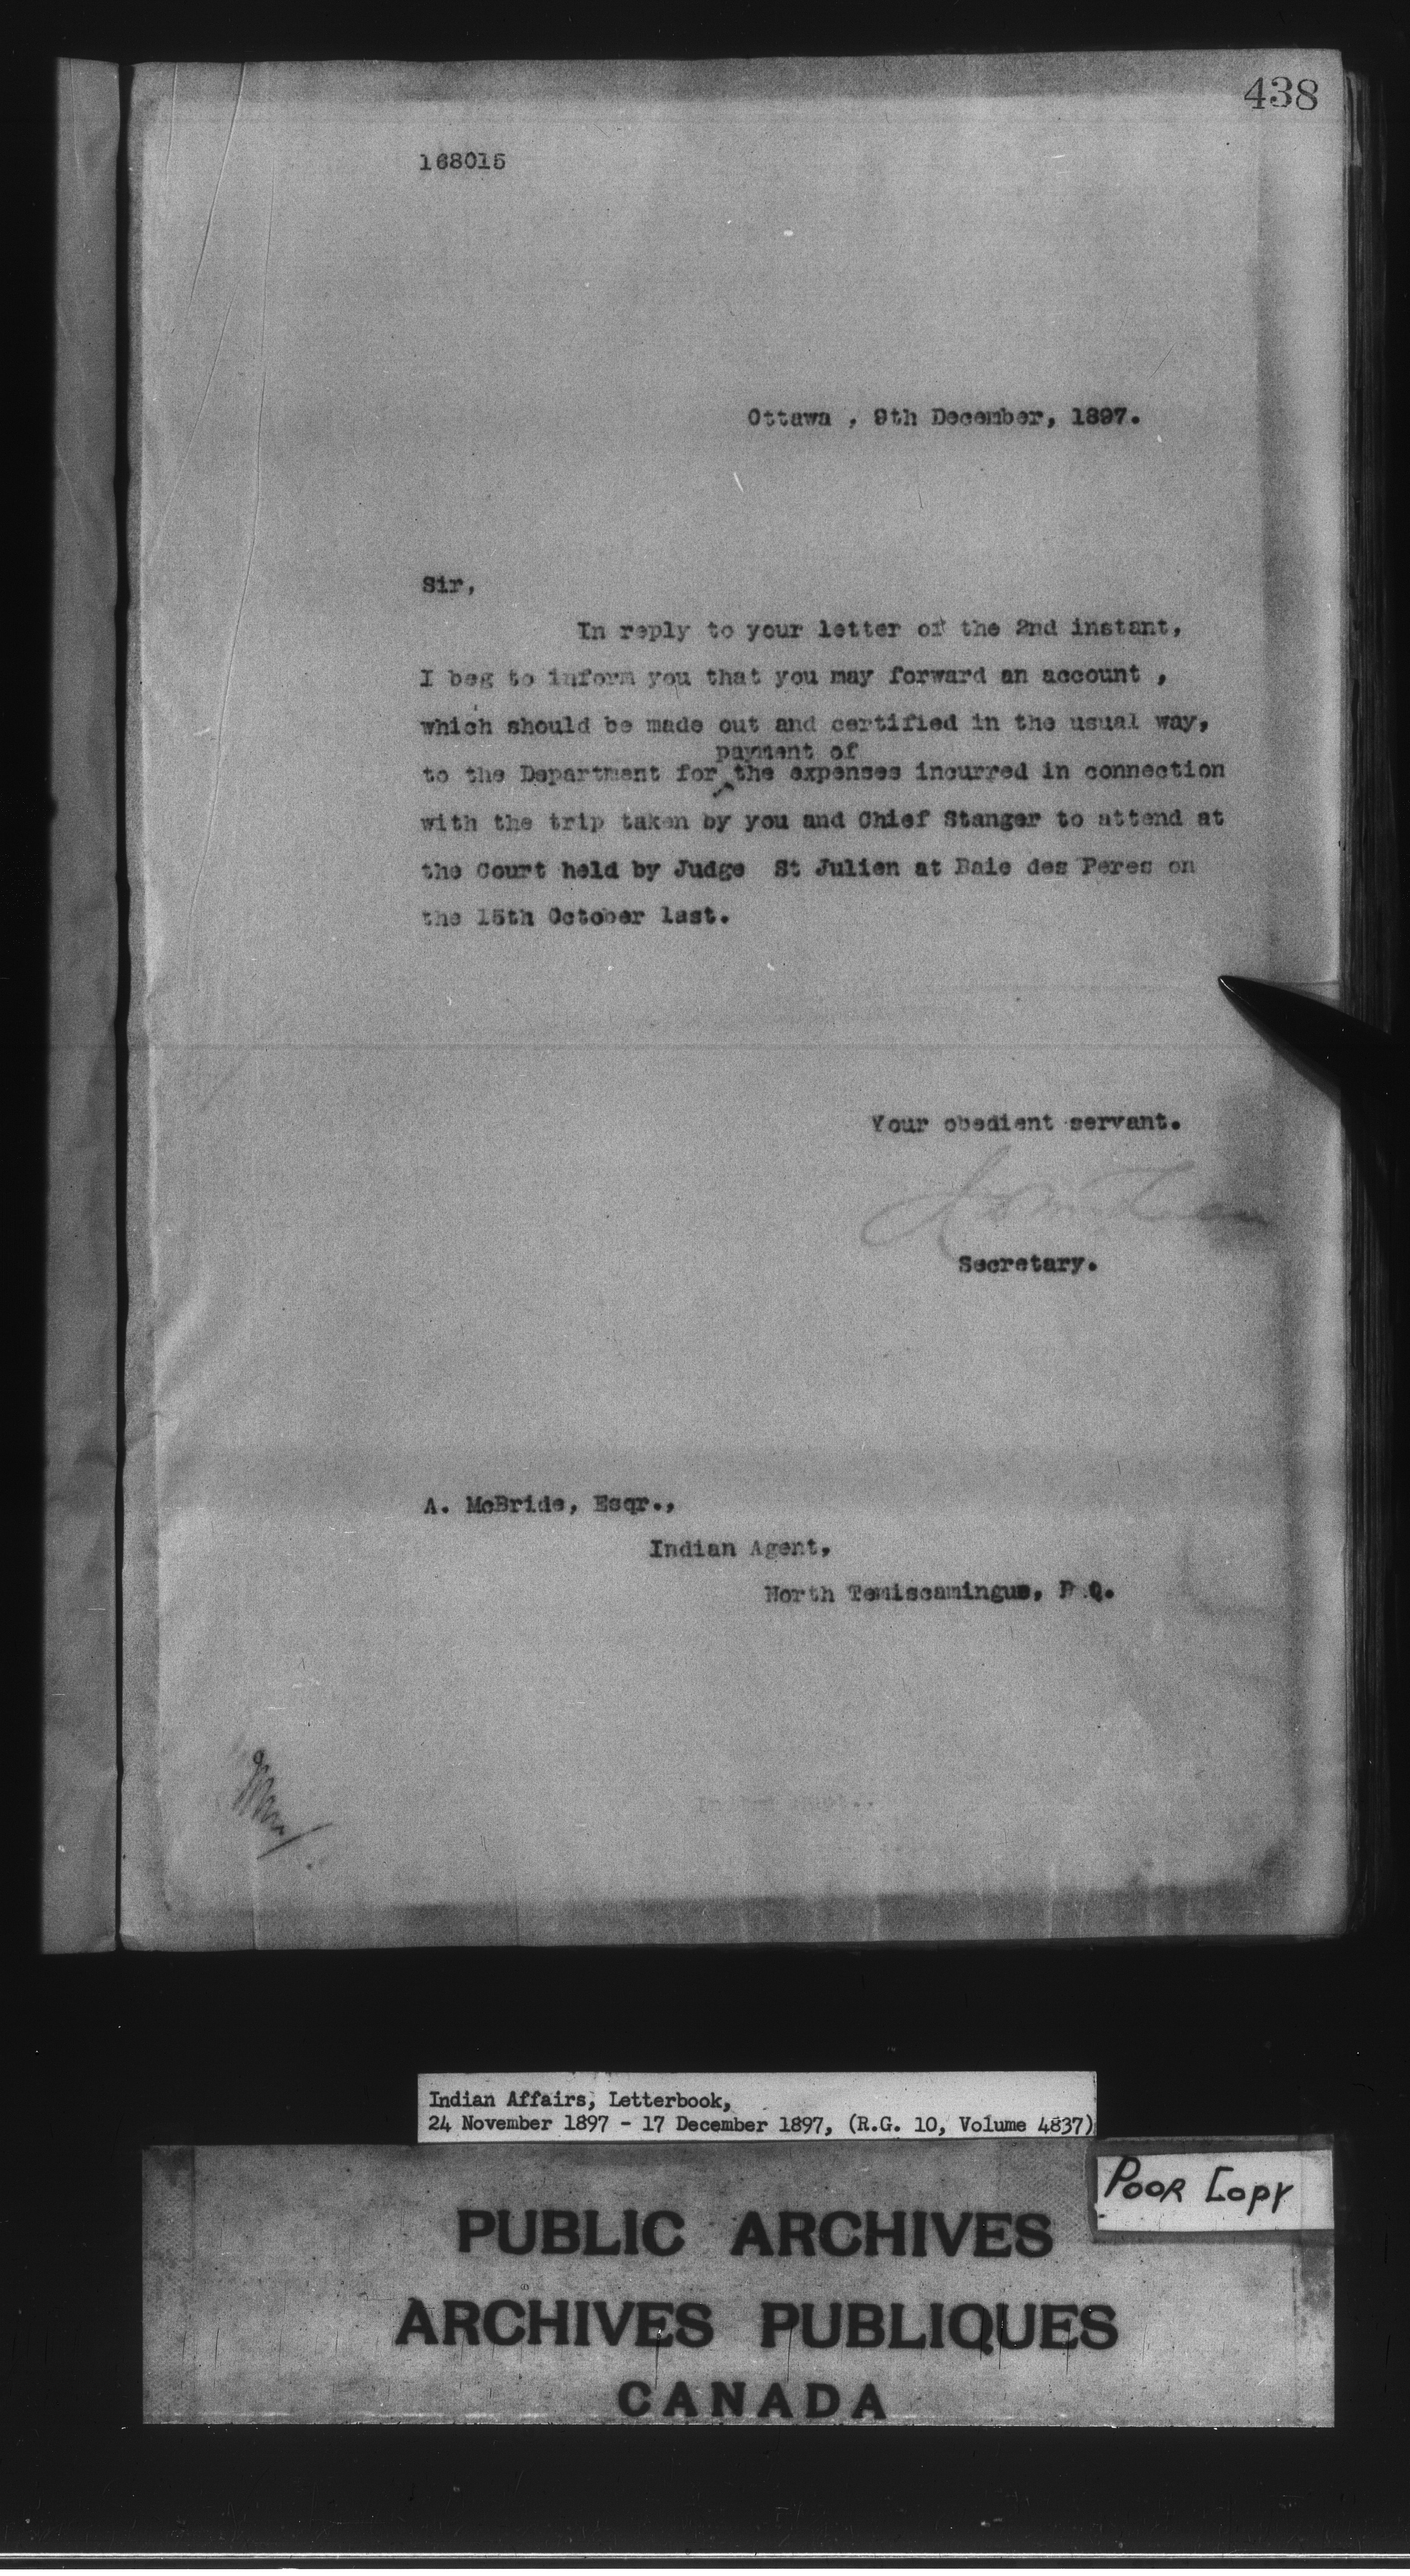 438
168015
Ottawa , 9th December, 1897.
Sir,
In reply to your letter of the 2nd instant,
I beg to inform you that you may forward an account ,
which should be made out and certified in the usual way,
payment of
to the Department for the expenses incurred in connection
with the trip taken by you and Chief Stanger to attend at
the Court held by Judge St Julien at Baie des Peres on
the 15th October last.
Your obedient servant.
Secretary.
A. McBride, Esqr.,
Indian Agent,
North Temiscamingue, P.Q.
Indian Affairs, Letterbook,
24 November 1897 - 17 December 1897, (R.G. 10, Volume 4837)
POOR COPY
PUBLIC ARCHIVES
ARCHIVES PUBLIQUES
CANADA